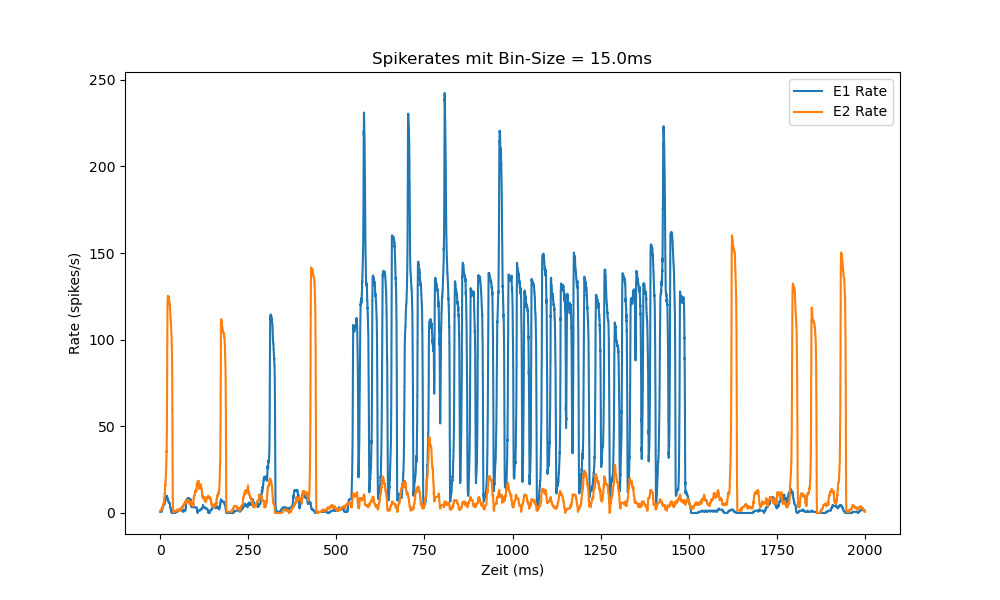 Spikerates mit Bin-Size = 15.0ms
E1 Rate
E2 Rate
Rate (spikes/s)
250
200
150
100
50
0
0 250 500 750 1000 1250 1500 1750 2000
Zeit (ms)